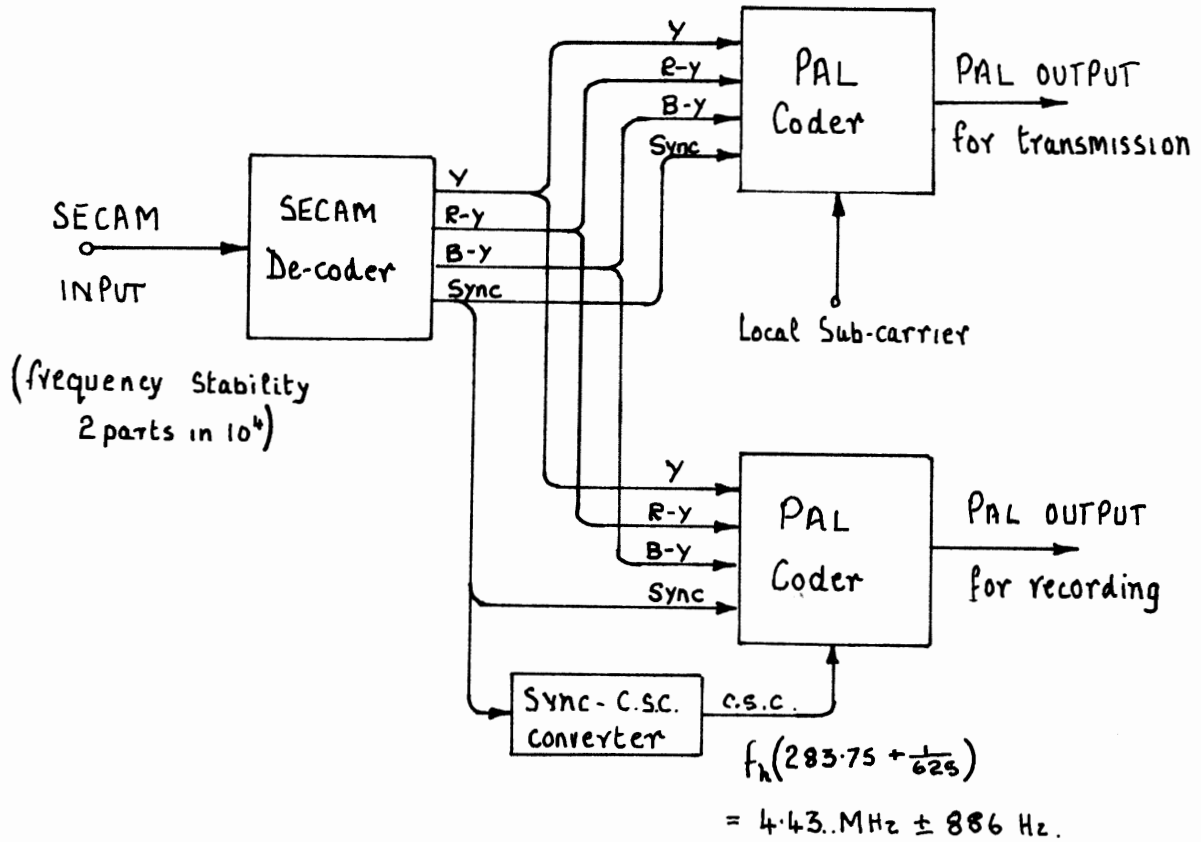 SECAM
INPUT
(frequency stability
2 parts in 10⁴)
SECAM
De-coder
Y
R-Y
B-Y
Sync
Y
R-Y
B-Y
Sync
PAL
Coder
PAL OUTPUT
for transmission
Local Sub-carrier
Y
R-Y
B-Y
Sync
PAL
Coder
PAL OUTPUT
for recording
Sync - C.S.C.
converter
C.S.C.
fₕ(283.75 + 1/625)
= 4.43..MHz ± 886 Hz.